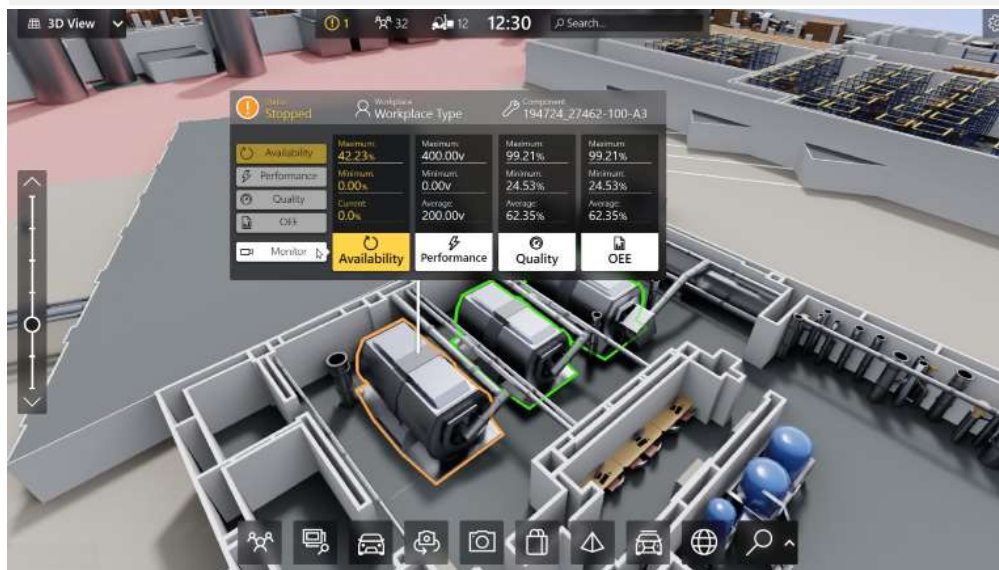 3D View
1
32
12
12:30
Search...
Status
Stopped
Workplace
Workplace Type
Component
194724_27462-100-A3
Availability
Performance
Quality
OEE
Monitor
Maximum:
42.23%
Minimum:
0.00%
Current:
0.0%
Availability
Maximum:
400.00v
Minimum:
0.00v
Average:
200.00v
Performance
Maximum:
99.21%
Minimum:
24.53%
Average:
62.35%
Quality
Maximum:
99.21%
Minimum:
24.53%
Average:
62.35%
OEE